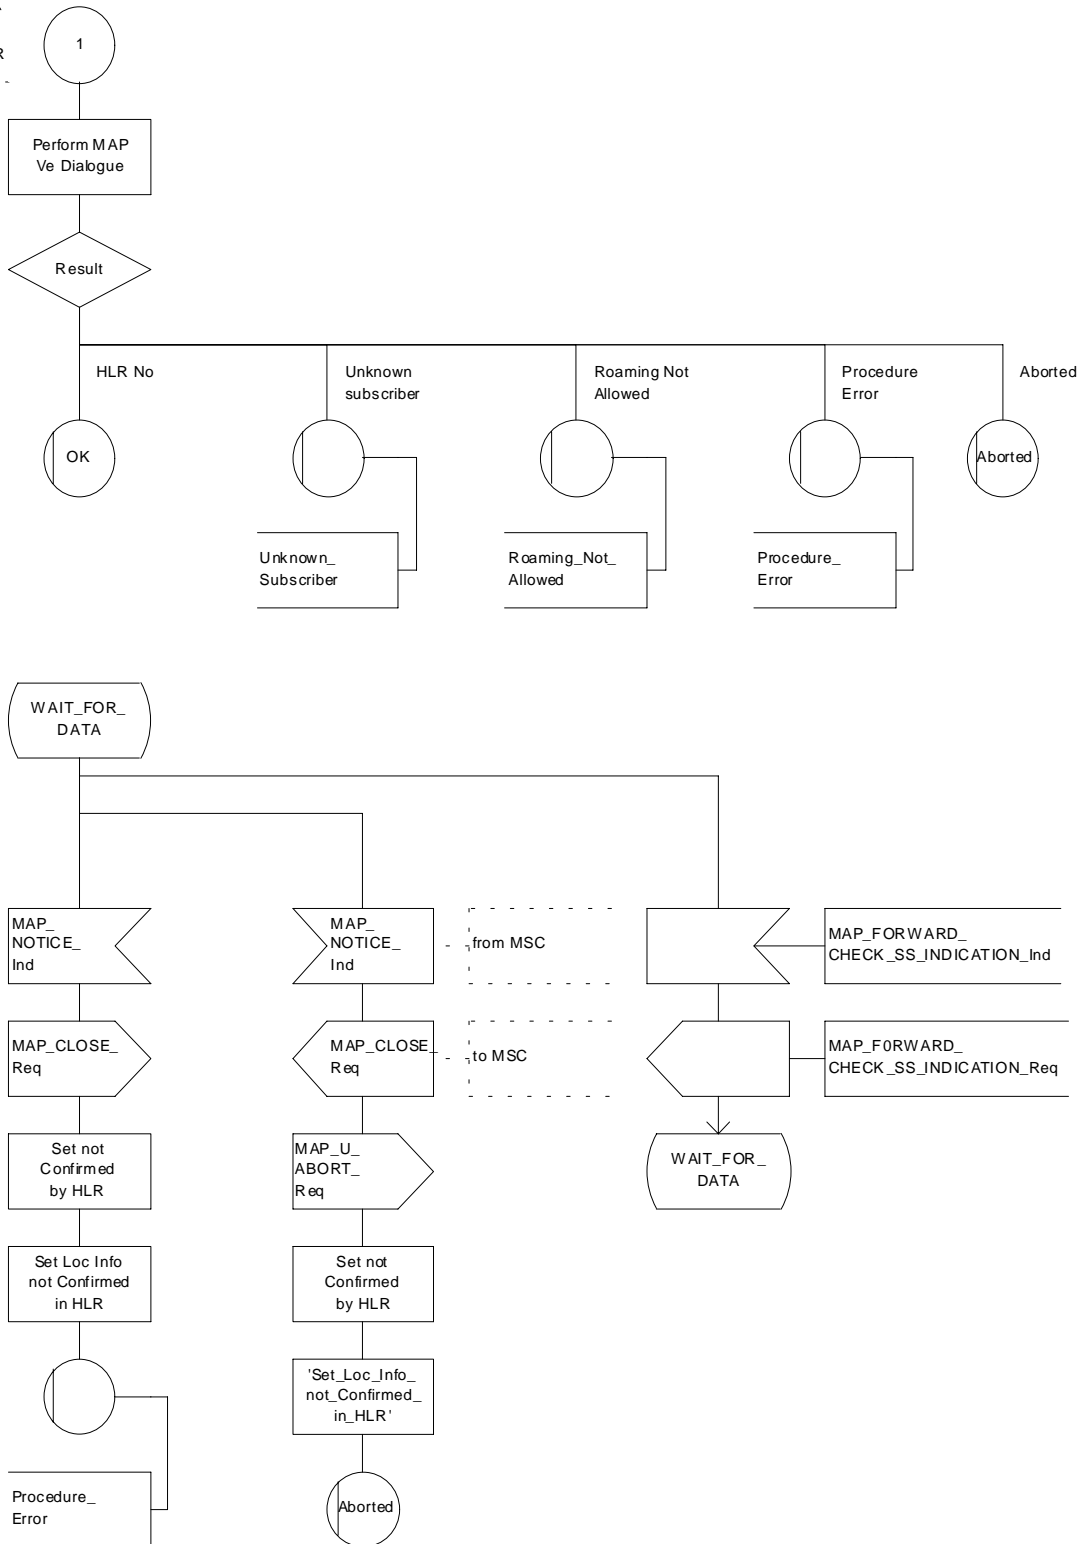 R
1
Perform MAP
Ve Dialogue
Result
HLR No
Unknown
subscriber
Roaming Not
Allowed
Procedure
Error
Aborted
OK
Aborted
Unknown_
Subscriber
Roaming_Not_
Allowed
Procedure_
Error
WAIT_FOR_
DATA
MAP_
NOTICE_
Ind
MAP_
NOTICE_
Ind
from MSC
MAP_FORWARD_
CHECK_SS_INDICATION_Ind
MAP_CLOSE_
Req
MAP_CLOSE_
Req
to MSC
MAP_F0RWARD_
CHECK_SS_INDICATION_Req
Set not
Confirmed
by HLR
MAP_U_
ABORT_
Req
WAIT_FOR_
DATA
Set Loc Info
not Confirmed
in HLR
Set not
Confirmed
by HLR
'Set_Loc_Info_
not_Confirmed_
in_HLR'
Procedure_
Error
Aborted